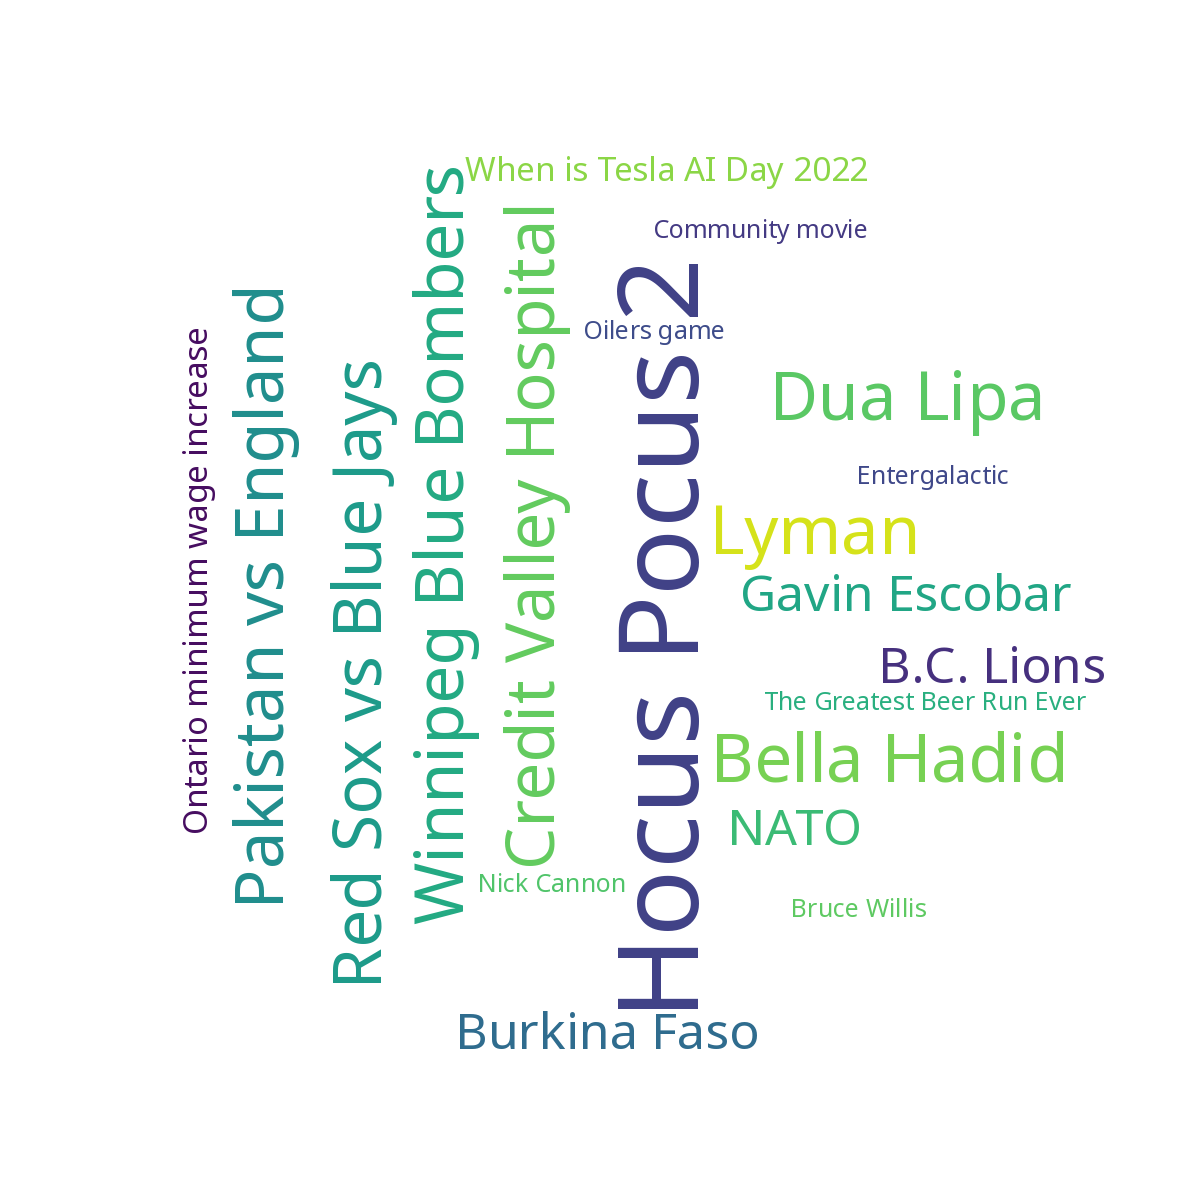 When is Tesla AI Day 2022
Community movie
Oilers game
Ontario minimum wage increase
Pakistan vs England
Red Sox vs Blue Jays
Winnipeg Blue Bombers
Credit Valley Hospital
Hocus Pocus 2
Dua Lipa
Entergalactic
Lyman
Gavin Escobar
B.C. Lions
The Greatest Beer Run Ever
Bella Hadid
NATO
Nick Cannon
Bruce Willis
Burkina Faso